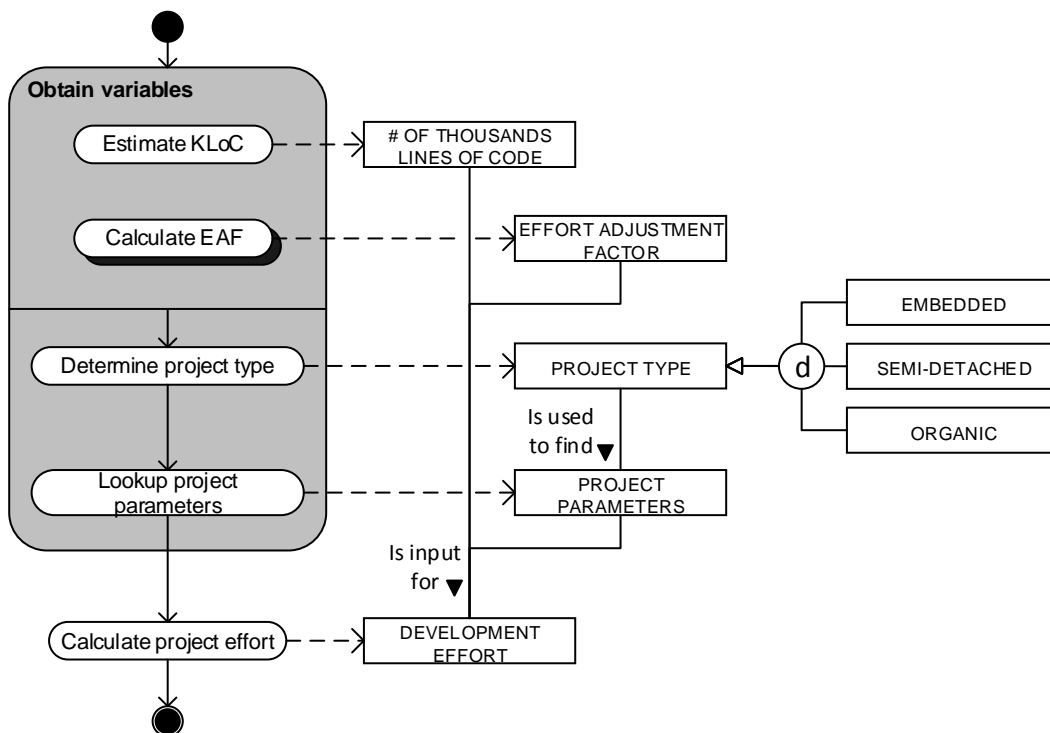 Obtain variables
Estimate KLoC
# OF THOUSANDS
LINES OF CODE
Calculate EAF
EFFORT ADJUSTMENT
FACTOR
EMBEDDED
Determine project type
PROJECT TYPE
d
SEMI-DETACHED
ORGANIC
Is used
to find
Lookup project
parameters
PROJECT
PARAMETERS
Is input
for
Calculate project effort
DEVELOPMENT
EFFORT